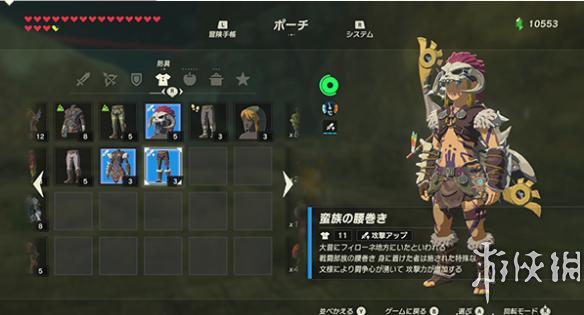 L ポーチ R 10553
冒険手帳 システム
防具
R
12 8 5 5 3 3 x1
5 3 3
8 x1
5 x4
蛮族の腰巻き
11 攻撃アップ
大昔にフィローネ地方にいたといわれる
戦闘部族の腰巻き 身に着けた者は施された特殊な
文様により闘争心が湧いて 攻撃力が増加する
游侠网
並べかえる Y ゲームに戻る B 選ぶ A 回転モード